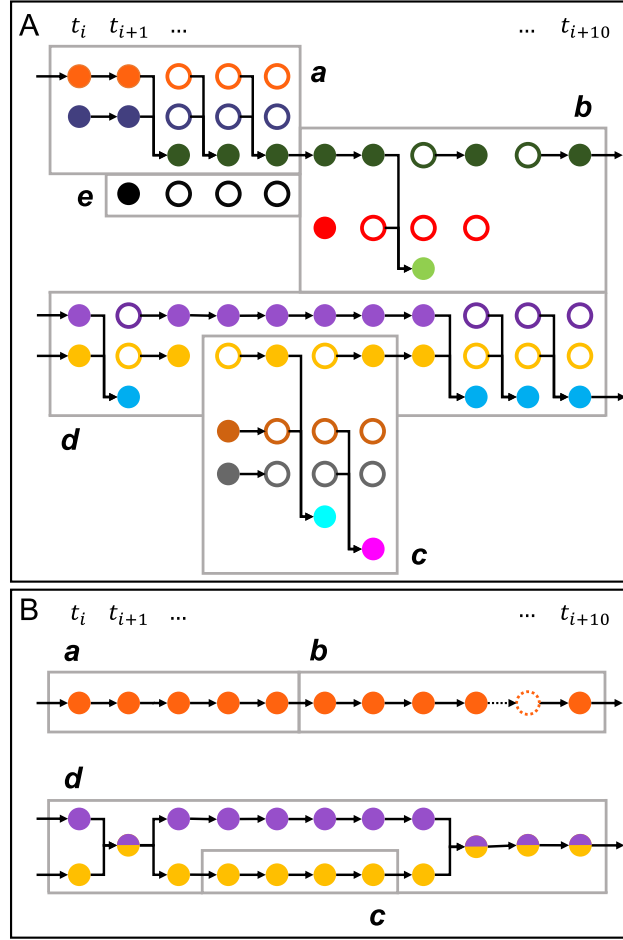 A
t_i t_{i+1} ... ... t_{i+10}
a
b
e
d
c
B
t_i t_{i+1} ... ... t_{i+10}
a b
d
c